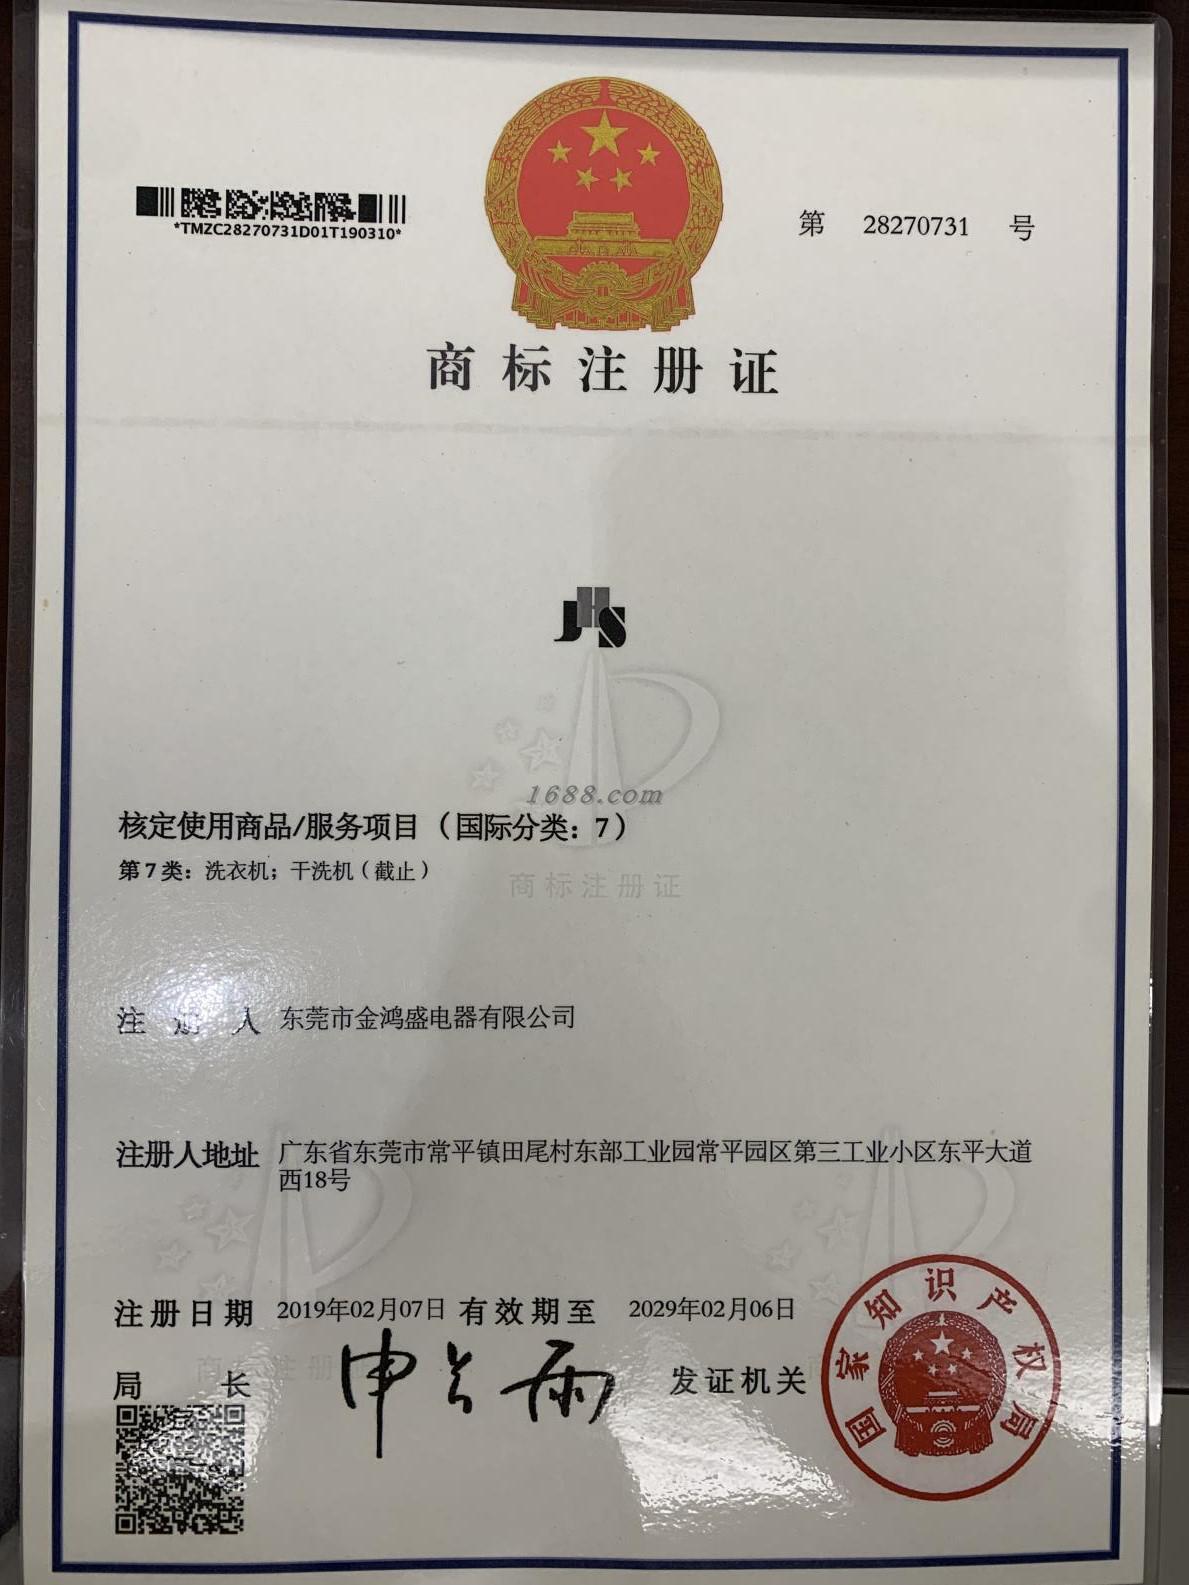 *TMZC28270731D01T190310*
第 28270731 号
商标注册证
JHS
1688.com
核定使用商品/服务项目（国际分类：7）
第7类：洗衣机；干洗机（截止）
商标注册证
注册人 东莞市金鸿盛电器有限公司
注册人地址 广东省东莞市常平镇田尾村东部工业园常平园区第三工业小区东平大道
西18号
注册日期 2019年02月07日 有效期至 2029年02月06日
局长 申长雨 发证机关
国家知识产权局